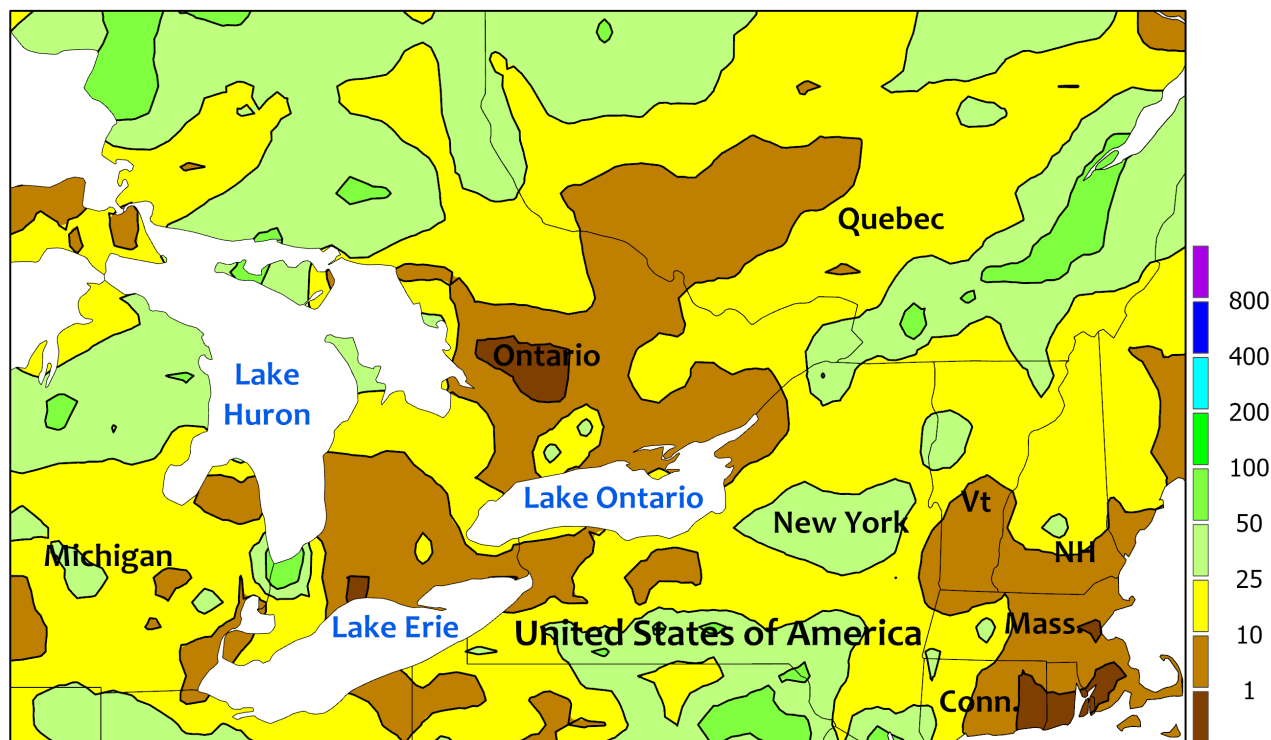 Quebec
Ontario
Lake
Huron
Lake Ontario
New York
Vt
NH
Michigan
Lake Erie
United States of America
Mass.
Conn.
800
400
200
100
50
25
10
1